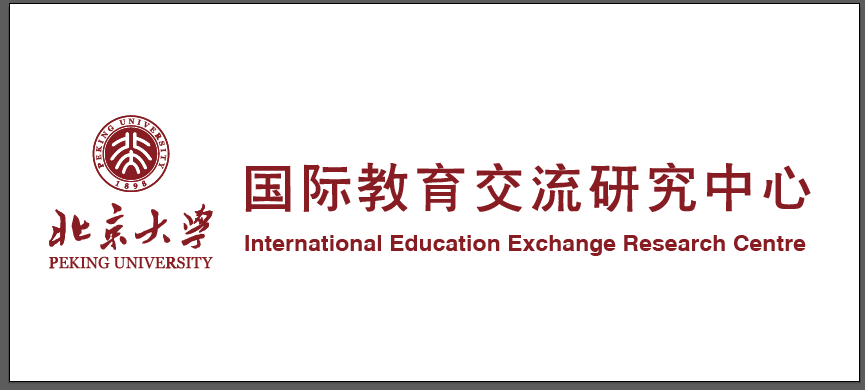 PEKING UNIVERSITY
1898
北京大学
PEKING UNIVERSITY
国际教育交流研究中心
International Education Exchange Research Centre